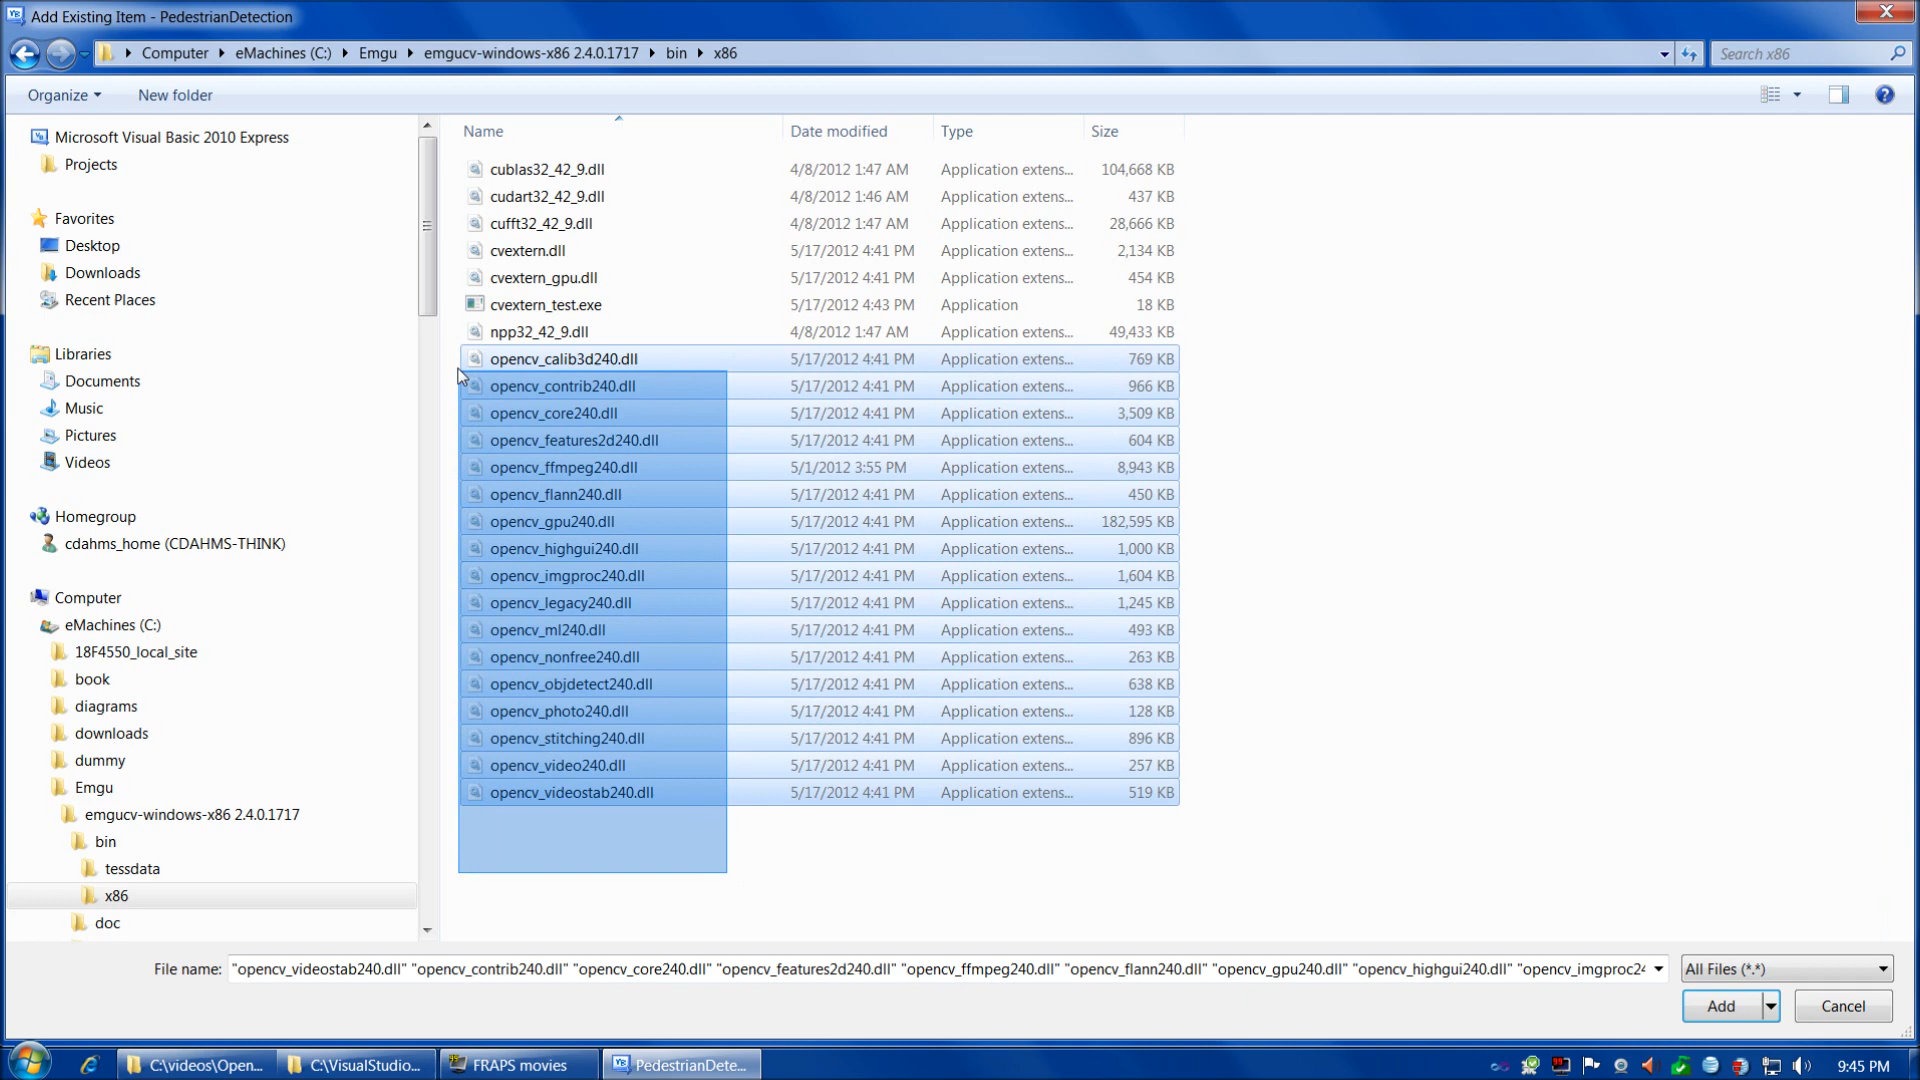 Add Existing Item - PedestrianDetection
Computer eMachines (C:) Emgu emgucv-windows-x86 2.4.0.1717 bin x86
Search x86
Organize New folder
Microsoft Visual Basic 2010 Express
Projects
Favorites
Desktop
Downloads
Recent Places
Libraries
Documents
Music
Pictures
Videos
Homegroup
cdahms_home (CDAHMS-THINK)
Computer
eMachines (C:)
18F4550_local_site
book
diagrams
downloads
dummy
Emgu
emgucv-windows-x86 2.4.0.1717
bin
tessdata
x86
doc
Name Date modified Type Size
cublas32_42_9.dll 4/8/2012 1:47 AM Application extens... 104,668 KB
cudart32_42_9.dll 4/8/2012 1:46 AM Application extens... 437 KB
cufft32_42_9.dll 4/8/2012 1:47 AM Application extens... 28,666 KB
cvextern.dll 5/17/2012 4:41 PM Application extens... 2,134 KB
cvextern_gpu.dll 5/17/2012 4:41 PM Application extens... 454 KB
cvextern_test.exe 5/17/2012 4:43 PM Application 18 KB
npp32_42_9.dll 4/8/2012 1:47 AM Application extens... 49,433 KB
opencv_calib3d240.dll 5/17/2012 4:41 PM Application extens... 769 KB
opencv_contrib240.dll 5/17/2012 4:41 PM Application extens... 966 KB
opencv_core240.dll 5/17/2012 4:41 PM Application extens... 3,509 KB
opencv_features2d240.dll 5/17/2012 4:41 PM Application extens... 604 KB
opencv_ffmpeg240.dll 5/1/2012 3:55 PM Application extens... 8,943 KB
opencv_flann240.dll 5/17/2012 4:41 PM Application extens... 450 KB
opencv_gpu240.dll 5/17/2012 4:41 PM Application extens... 182,595 KB
opencv_highgui240.dll 5/17/2012 4:41 PM Application extens... 1,000 KB
opencv_imgproc240.dll 5/17/2012 4:41 PM Application extens... 1,604 KB
opencv_legacy240.dll 5/17/2012 4:41 PM Application extens... 1,245 KB
opencv_ml240.dll 5/17/2012 4:41 PM Application extens... 493 KB
opencv_nonfree240.dll 5/17/2012 4:41 PM Application extens... 263 KB
opencv_objdetect240.dll 5/17/2012 4:41 PM Application extens... 638 KB
opencv_photo240.dll 5/17/2012 4:41 PM Application extens... 128 KB
opencv_stitching240.dll 5/17/2012 4:41 PM Application extens... 896 KB
opencv_video240.dll 5/17/2012 4:41 PM Application extens... 257 KB
opencv_videostab240.dll 5/17/2012 4:41 PM Application extens... 519 KB
File name: "opencv_videostab240.dll" "opencv_contrib240.dll" "opencv_core240.dll" "opencv_features2d240.dll" "opencv_ffmpeg240.dll" "opencv_flann240.dll" "opencv_gpu240.dll" "opencv_highgui240.dll" "opencv_imgproc24 All Files (*.*)
Add Cancel
C:\videos\Open... C:\VisualStudio... FRAPS movies PedestrianDete... 9:45 PM